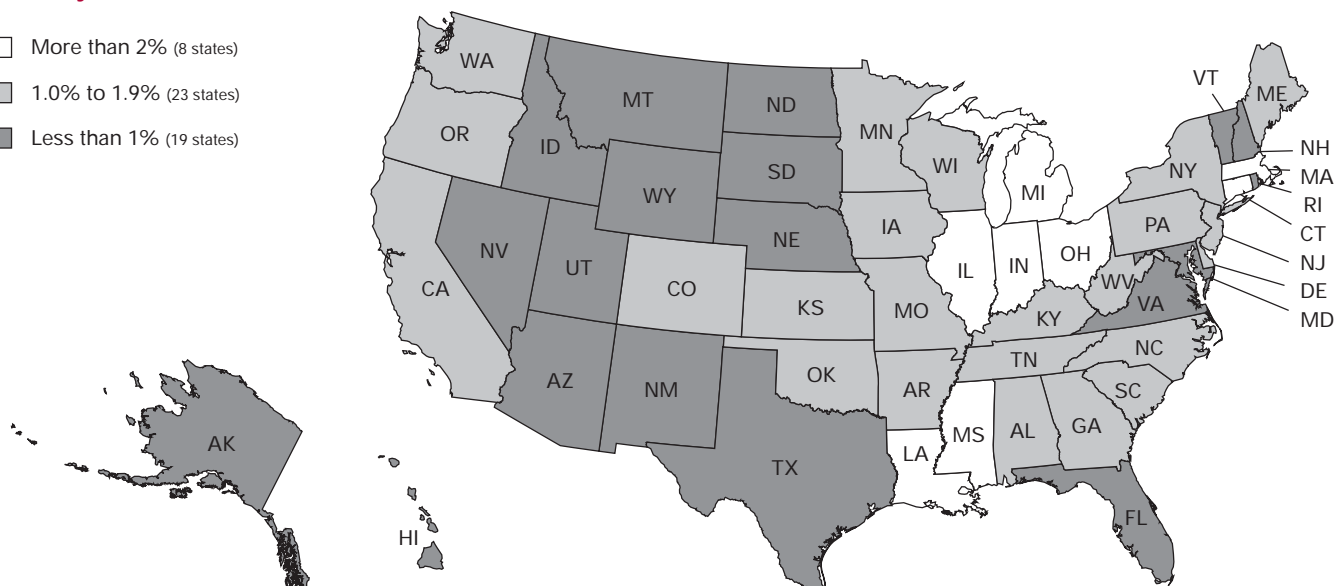 More than 2% (8 states)
1.0% to 1.9% (23 states)
Less than 1% (19 states)
WA
OR
CA
NV
ID
MT
WY
UT
AZ
CO
NM
ND
SD
NE
KS
OK
TX
MN
IA
MO
AR
LA
WI
IL
MI
IN
OH
KY
TN
MS
AL
GA
FL
SC
NC
VA
WV
PA
NY
VT
ME
NH
MA
RI
CT
NJ
DE
MD
AK
HI